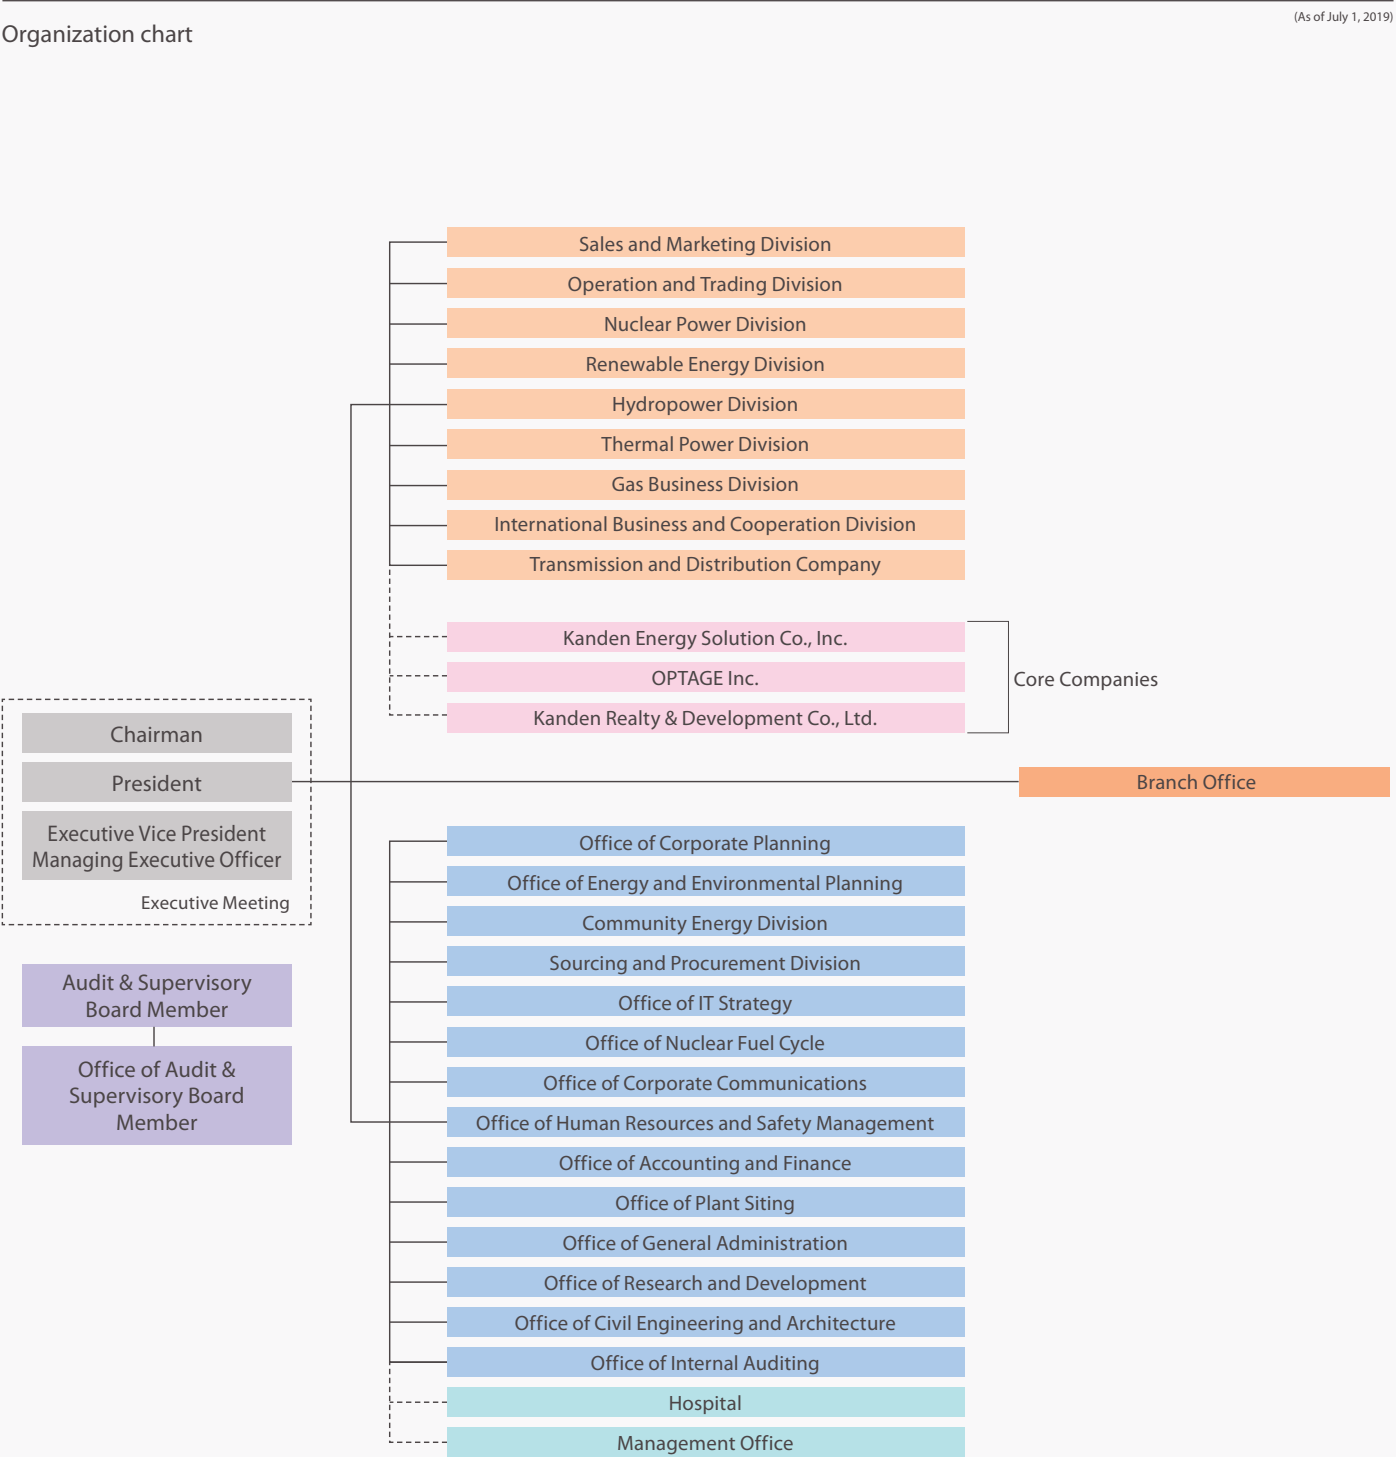 (As of July 1, 2019)
Organization chart
Sales and Marketing Division
Operation and Trading Division
Nuclear Power Division
Renewable Energy Division
Hydropower Division
Thermal Power Division
Gas Business Division
International Business and Cooperation Division
Transmission and Distribution Company
Kanden Energy Solution Co., Inc.
OPTAGE Inc.
Kanden Realty & Development Co., Ltd.
Core Companies
Chairman
President
Executive Vice President
Managing Executive Officer
Executive Meeting
Branch Office
Audit & Supervisory
Board Member
Office of Audit &
Supervisory Board
Member
Office of Corporate Planning
Office of Energy and Environmental Planning
Community Energy Division
Sourcing and Procurement Division
Office of IT Strategy
Office of Nuclear Fuel Cycle
Office of Corporate Communications
Office of Human Resources and Safety Management
Office of Accounting and Finance
Office of Plant Siting
Office of General Administration
Office of Research and Development
Office of Civil Engineering and Architecture
Office of Internal Auditing
Hospital
Management Office